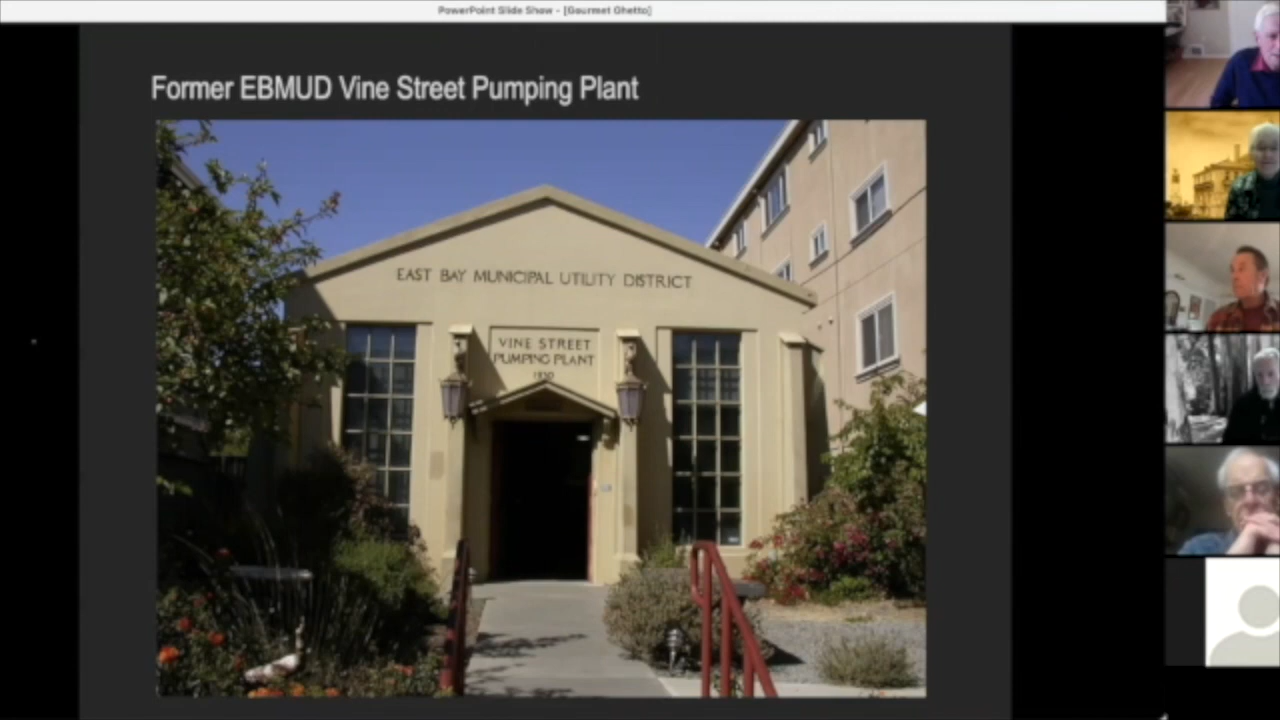 PowerPoint Slide Show - [Gourmet Ghetto]
Former EBMUD Vine Street Pumping Plant
EAST BAY MUNICIPAL UTILITY DISTRICT
VINE STREET
PUMPING PLANT
1930